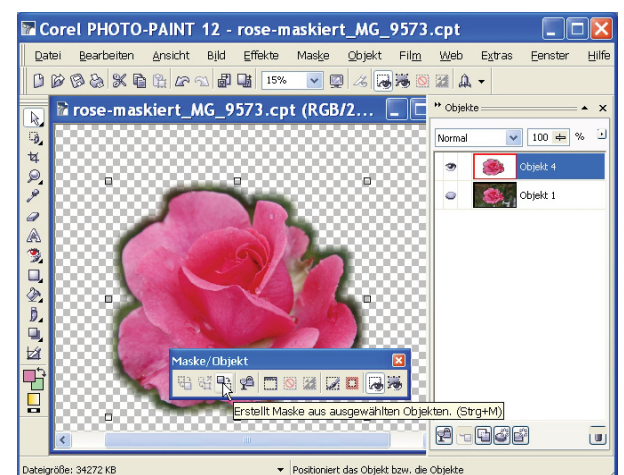 Corel PHOTO-PAINT 12 - rose-maskiert_MG_9573.cpt
Datei Bearbeiten Ansicht Bild Effekte Maske Objekt Film Web Extras Fenster Hilfe
15%
rose-maskiert_MG_9573.cpt (RGB/2...
Objekte
Normal 100 %
Objekt 4
Objekt 1
Maske/Objekt
Erstellt Maske aus ausgewählten Objekten. (Strg+M)
Dateigröße: 34272 KB Positioniert das Objekt bzw. die Objekte